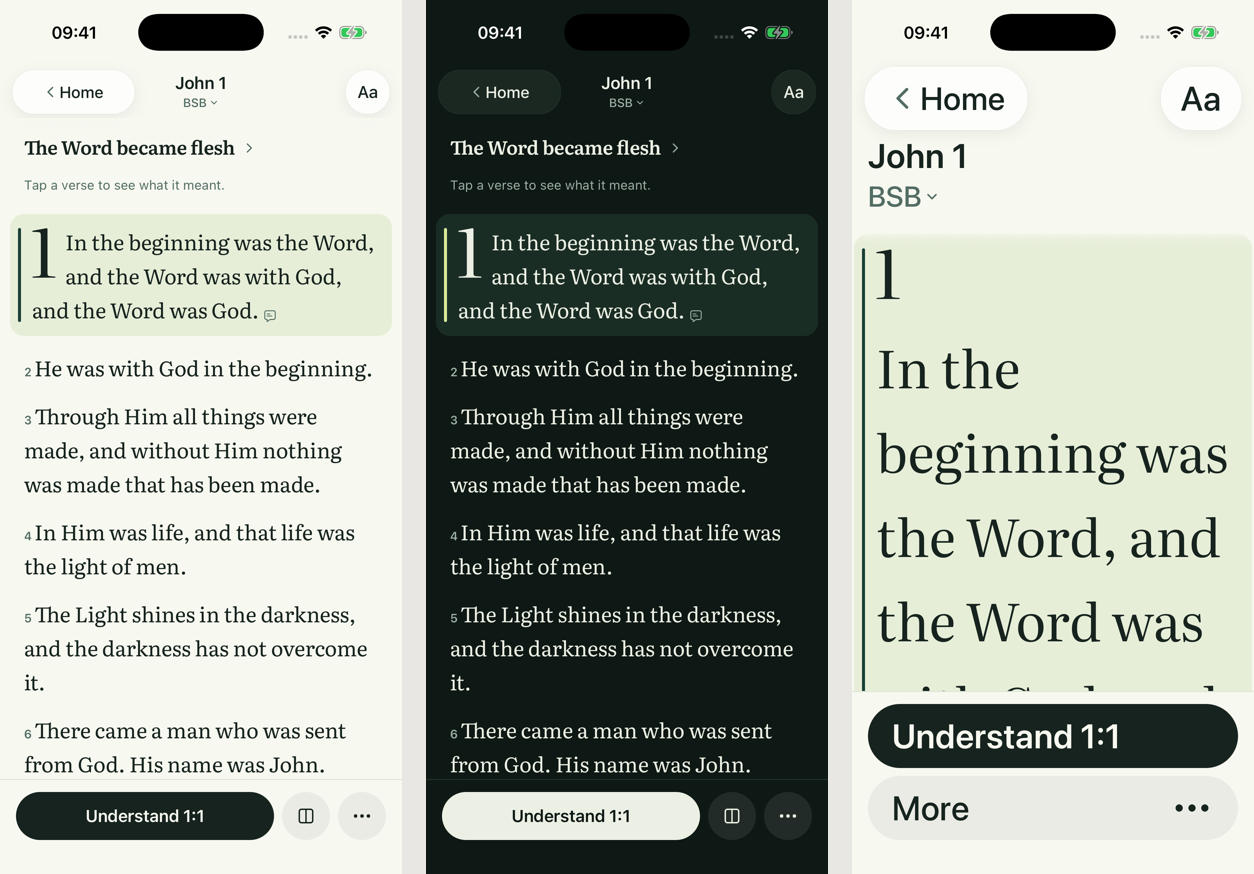 09:41
Home
John 1
BSB
Aa
The Word became flesh
Tap a verse to see what it meant.
1 In the beginning was the Word,
and the Word was with God,
and the Word was God.
2 He was with God in the beginning.
3 Through Him all things were
made, and without Him nothing
was made that has been made.
4 In Him was life, and that life was
the light of men.
5 The Light shines in the darkness,
and the darkness has not overcome
it.
6 There came a man who was sent
from God. His name was John.
Understand 1:1
09:41
Home
John 1
BSB
Aa
The Word became flesh
Tap a verse to see what it meant.
1 In the beginning was the Word,
and the Word was with God,
and the Word was God.
2 He was with God in the beginning.
3 Through Him all things were
made, and without Him nothing
was made that has been made.
4 In Him was life, and that life was
the light of men.
5 The Light shines in the darkness,
and the darkness has not overcome
it.
6 There came a man who was sent
from God. His name was John.
Understand 1:1
09:41
Home
Aa
John 1
BSB
1
In the
beginning was
the Word, and
the Word was
Understand 1:1
More